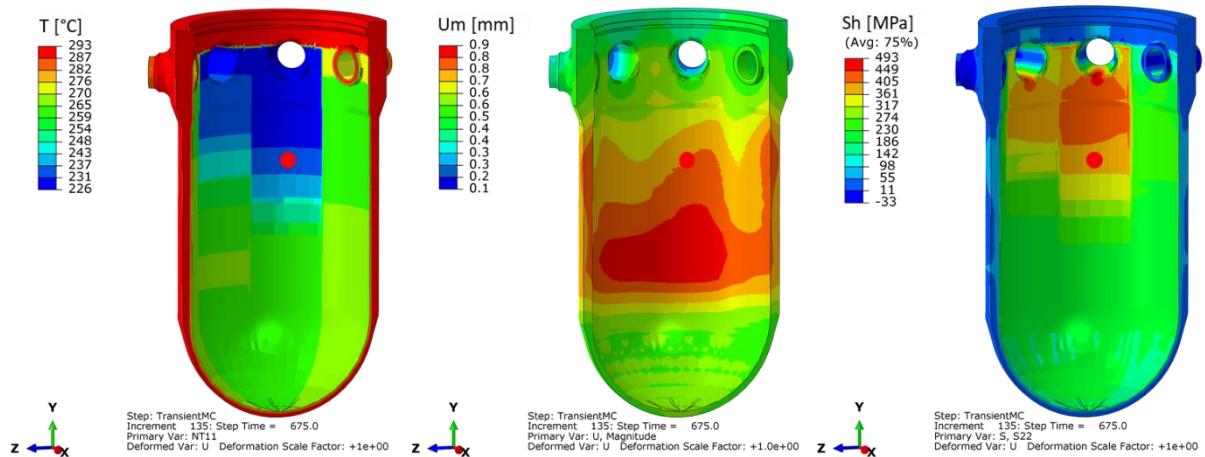 T [°C]
293
287
282
276
270
265
259
254
248
243
237
231
226
Y
Z
X
Step: TransientMC
Increment 135: Step Time = 675.0
Primary Var: NT11
Deformed Var: U Deformation Scale Factor: +1e+00
Um [mm]
0.9
0.8
0.8
0.7
0.6
0.6
0.5
0.4
0.4
0.3
0.3
0.2
0.1
Y
Z
X
Step: TransientMC
Increment 135: Step Time = 675.0
Primary Var: U, Magnitude
Deformed Var: U Deformation Scale Factor: +1.0e+00
Sh [MPa]
(Avg: 75%)
493
449
405
361
317
274
230
186
142
98
55
11
-33
Y
Z
X
Step: TransientMC
Increment 135: Step Time = 675.0
Primary Var: S, S22
Deformed Var: U Deformation Scale Factor: +1e+00